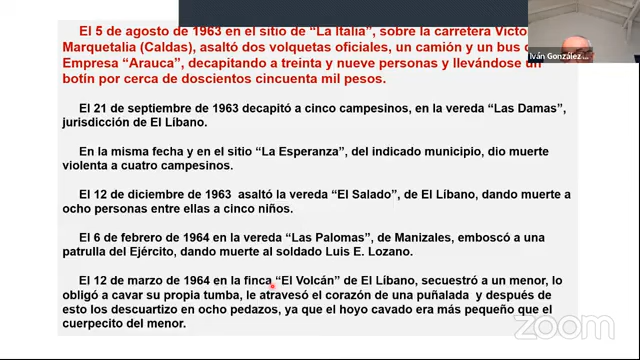 El 5 de agosto de 1963 en el sitio de “La Italia”, sobre la carretera Victo
Marquetalia (Caldas), asaltó dos volquetas oficiales, un camión y un bus
Empresa “Arauca”, decapitando a treinta y nueve personas y llevándose un
botín por cerca de doscientos cincuenta mil pesos.
El 21 de septiembre de 1963 decapitó a cinco campesinos, en la vereda “Las Damas”,
jurisdicción de El Líbano.
En la misma fecha y en el sitio “La Esperanza”, del indicado municipio, dio muerte
violenta a cuatro campesinos.
El 12 de diciembre de 1963 asaltó la vereda “El Salado”, de El Líbano, dando muerte a
ocho personas entre ellas a cinco niños.
El 6 de febrero de 1964 en la vereda “Las Palomas”, de Manizales, emboscó a una
patrulla del Ejército, dando muerte al soldado Luis E. Lozano.
El 12 de marzo de 1964 en la finca “El Volcán” de El Líbano, secuestró a un menor, lo
obligó a cavar su propia tumba, le atravesó el corazón de una puñalada y después de
esto los descuartizo en ocho pedazos, ya que el hoyo cavado era más pequeño que el
cuerpecito del menor.
Iván González
zoom